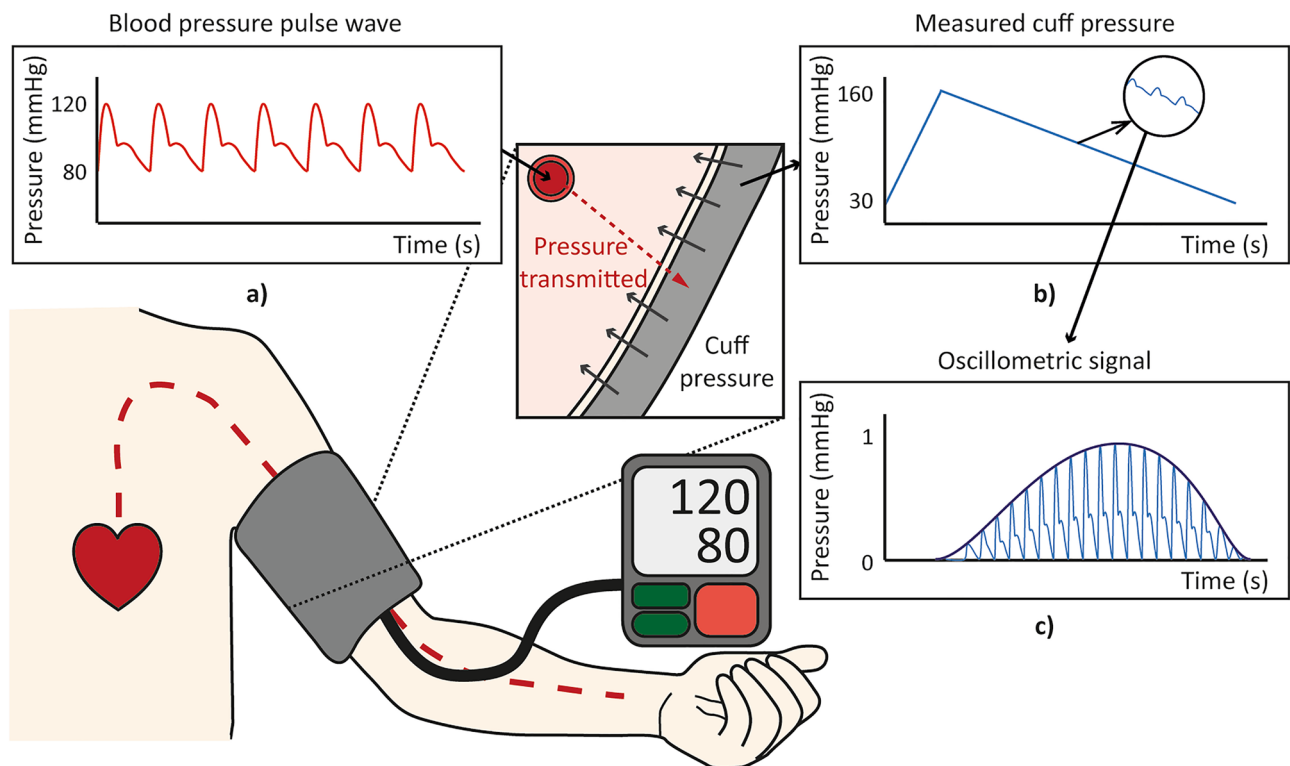 Blood pressure pulse wave
Pressure (mmHg)
120
80
Time (s)
a)
Pressure
transmitted
Cuff
pressure
Measured cuff pressure
Pressure (mmHg)
160
30
Time (s)
b)
Oscillometric signal
Pressure (mmHg)
1
0
Time (s)
c)
120
80